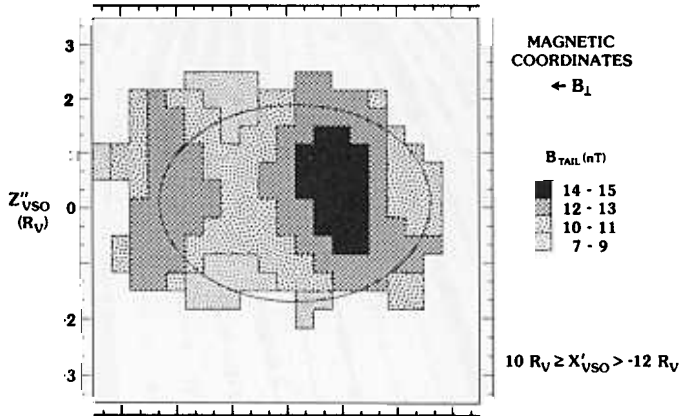 3
2
1
0
-2
-3
Z''VSO
(RV)
MAGNETIC
COORDINATES
← B⊥
BTAIL (nT)
14 - 15
12 - 13
10 - 11
7 - 9
10 RV ≥ X'VSO > -12 RV